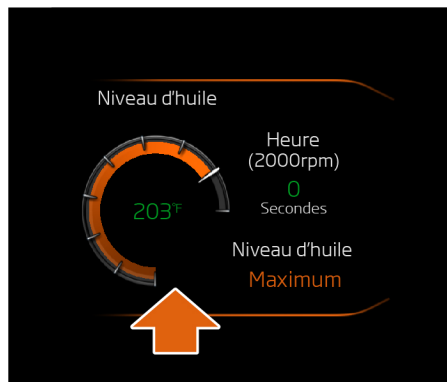 Niveau d'huile
203°F
Heure
(2000rpm)
0
Secondes
Niveau d'huile
Maximum